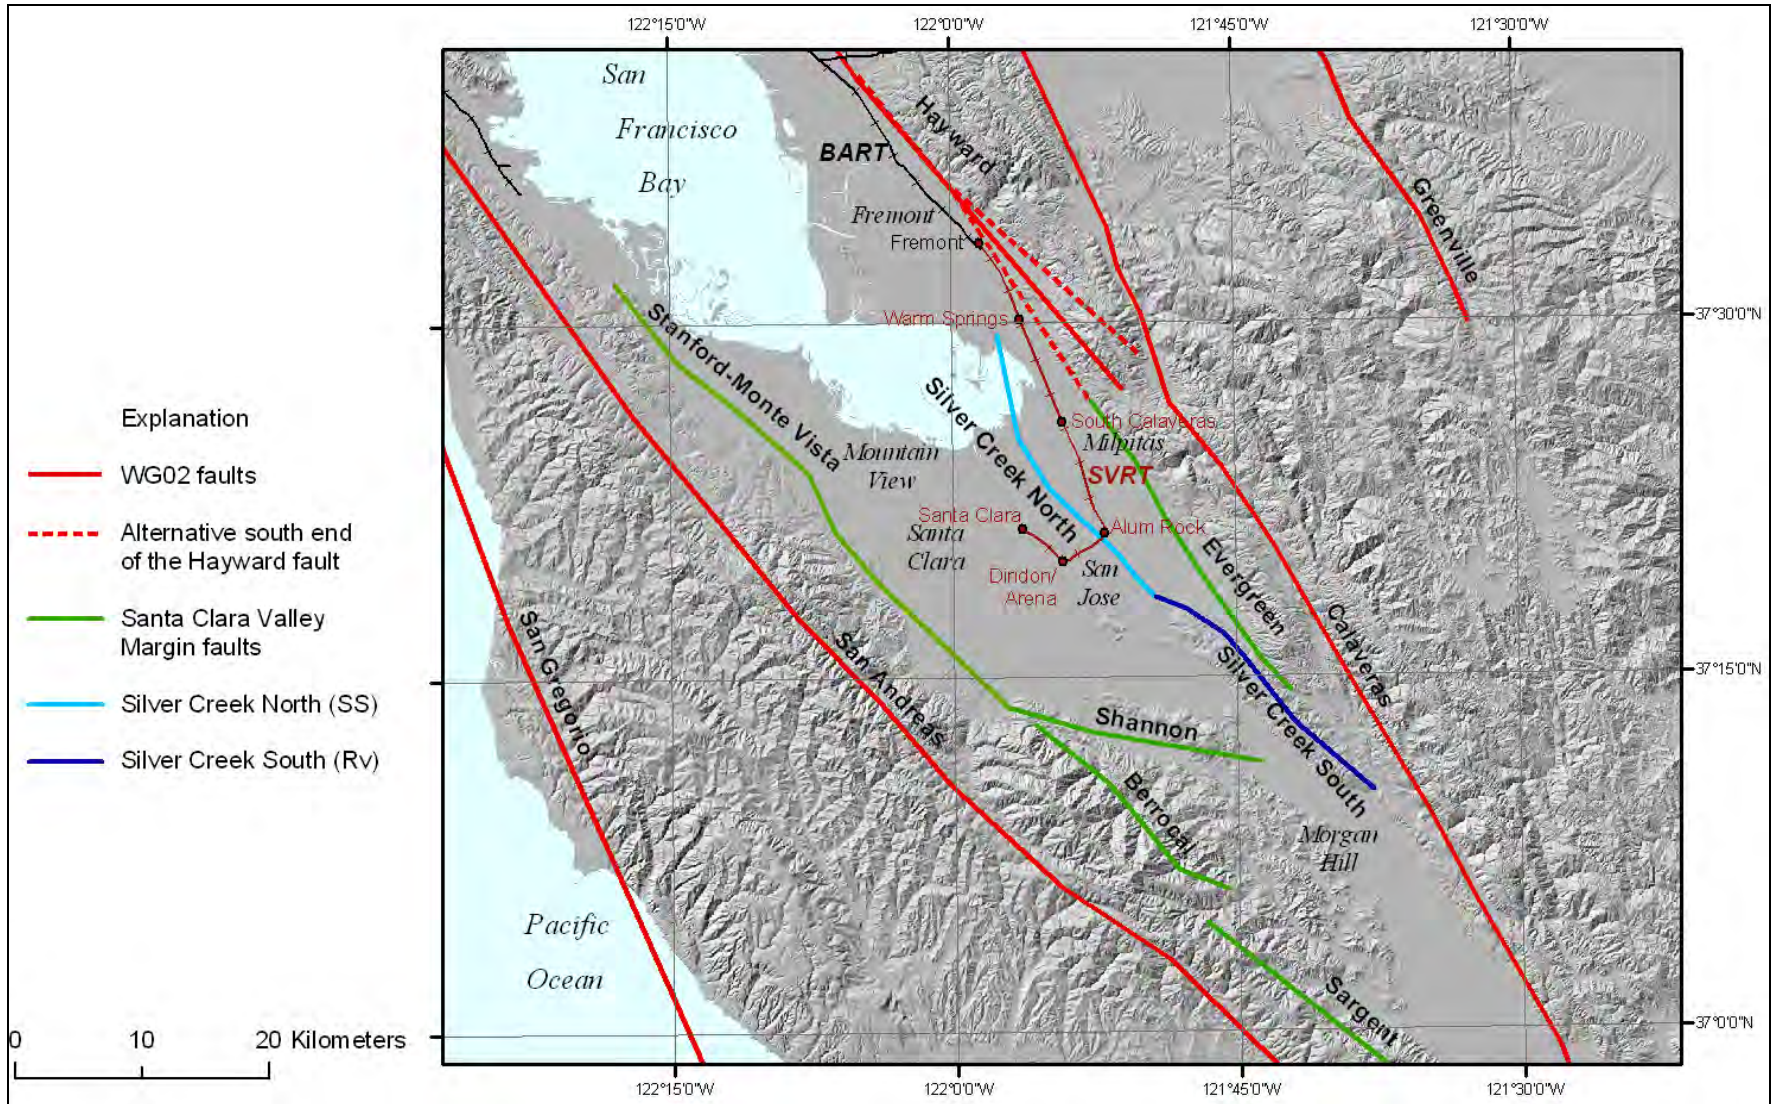 122°15'0"W
122°0'0"W
121°45'0"W
121°30'0"W
San
Francisco
Bay
Hayward
BART
Greenville
Fremont
Fremont
Warm Springs
37°30'0"N
Stanford-Monte Vista
Silver Creek North
South Calaveras
Milpitas
Explanation
Mountain
View
SVRT
WG02 faults
Santa Clara
Alum Rock
Santa
Clara
Alternative south end
of the Hayward fault
Evergreen
San
Jose
Diridon/
Arena
Santa Clara Valley
Margin faults
San Gregorio
San Andreas
Calaveras
37°15'0"N
Silver Creek South
Silver Creek North (SS)
Shannon
Silver Creek South (Rv)
Berrocal
Morgan
Hill
Pacific
Ocean
Sargent
37°0'0"N
0
10
20 Kilometers
122°15'0"W
122°0'0"W
121°45'0"W
121°30'0"W